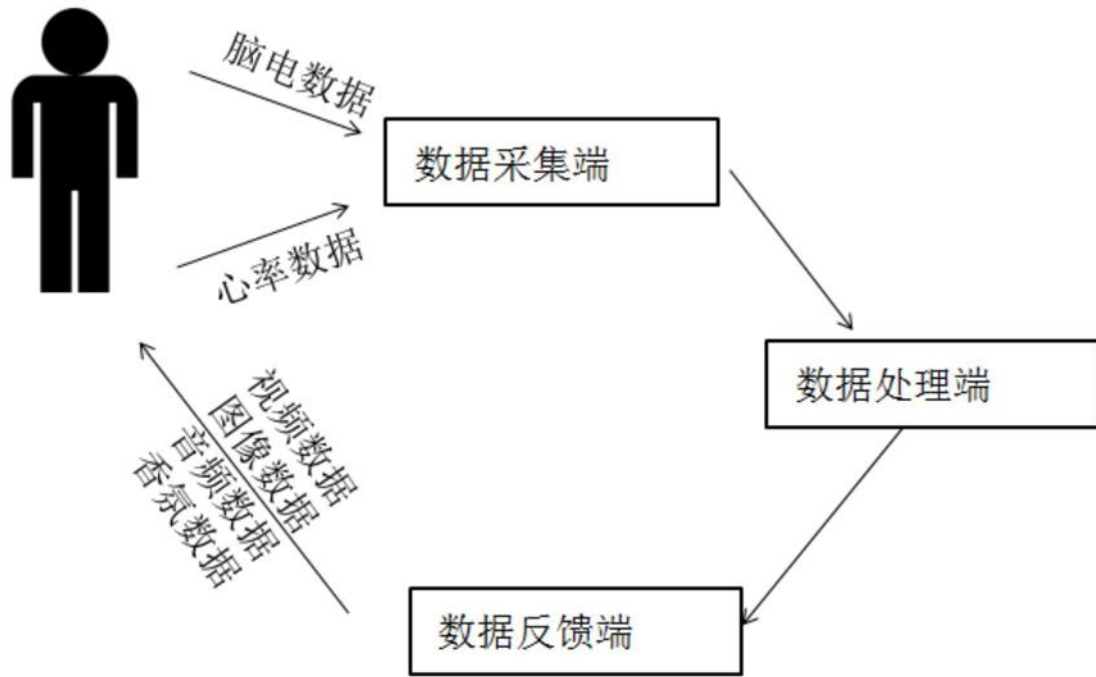 脑电数据
数据采集端
心率数据
数据处理端
视频数据
图像数据
音频数据
香氛数据
数据反馈端